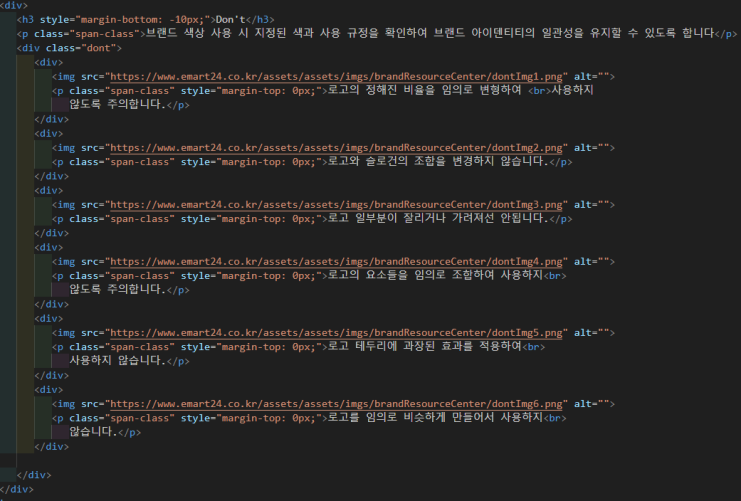 <div>
<h3 style="margin-bottom: -10px;">Don't</h3>
<p class="span-class">브랜드 색상 사용 시 지정된 색과 사용 규정을 확인하여 브랜드 아이덴티티의 일관성을 유지할 수 있도록 합니다</p>
<div class="dont">
<div>
<img src="https://www.emart24.co.kr/assets/assets/imgs/brandResourceCenter/dontImg1.png" alt="">
<p class="span-class" style="margin-top: 0px;">로고의 정해진 비율을 임의로 변형하여 <br>사용하지
않도록 주의합니다.</p>
</div>
<div>
<img src="https://www.emart24.co.kr/assets/assets/imgs/brandResourceCenter/dontImg2.png" alt="">
<p class="span-class" style="margin-top: 0px;">로고와 슬로건의 조합을 변경하지 않습니다.</p>
</div>
<div>
<img src="https://www.emart24.co.kr/assets/assets/imgs/brandResourceCenter/dontImg3.png" alt="">
<p class="span-class" style="margin-top: 0px;">로고 일부분이 잘리거나 가려져선 안됩니다.</p>
</div>
<div>
<img src="https://www.emart24.co.kr/assets/assets/imgs/brandResourceCenter/dontImg4.png" alt="">
<p class="span-class" style="margin-top: 0px;">로고의 요소들을 임의로 조합하여 사용하지<br>
않도록 주의합니다.</p>
</div>
<div>
<img src="https://www.emart24.co.kr/assets/assets/imgs/brandResourceCenter/dontImg5.png" alt="">
<p class="span-class" style="margin-top: 0px;">로고 테두리에 과장된 효과를 적용하여<br>
사용하지 않습니다.</p>
</div>
<div>
<img src="https://www.emart24.co.kr/assets/assets/imgs/brandResourceCenter/dontImg6.png" alt="">
<p class="span-class" style="margin-top: 0px;">로고를 임의로 비슷하게 만들어서 사용하지<br>
않습니다.</p>
</div>
</div>
</div>